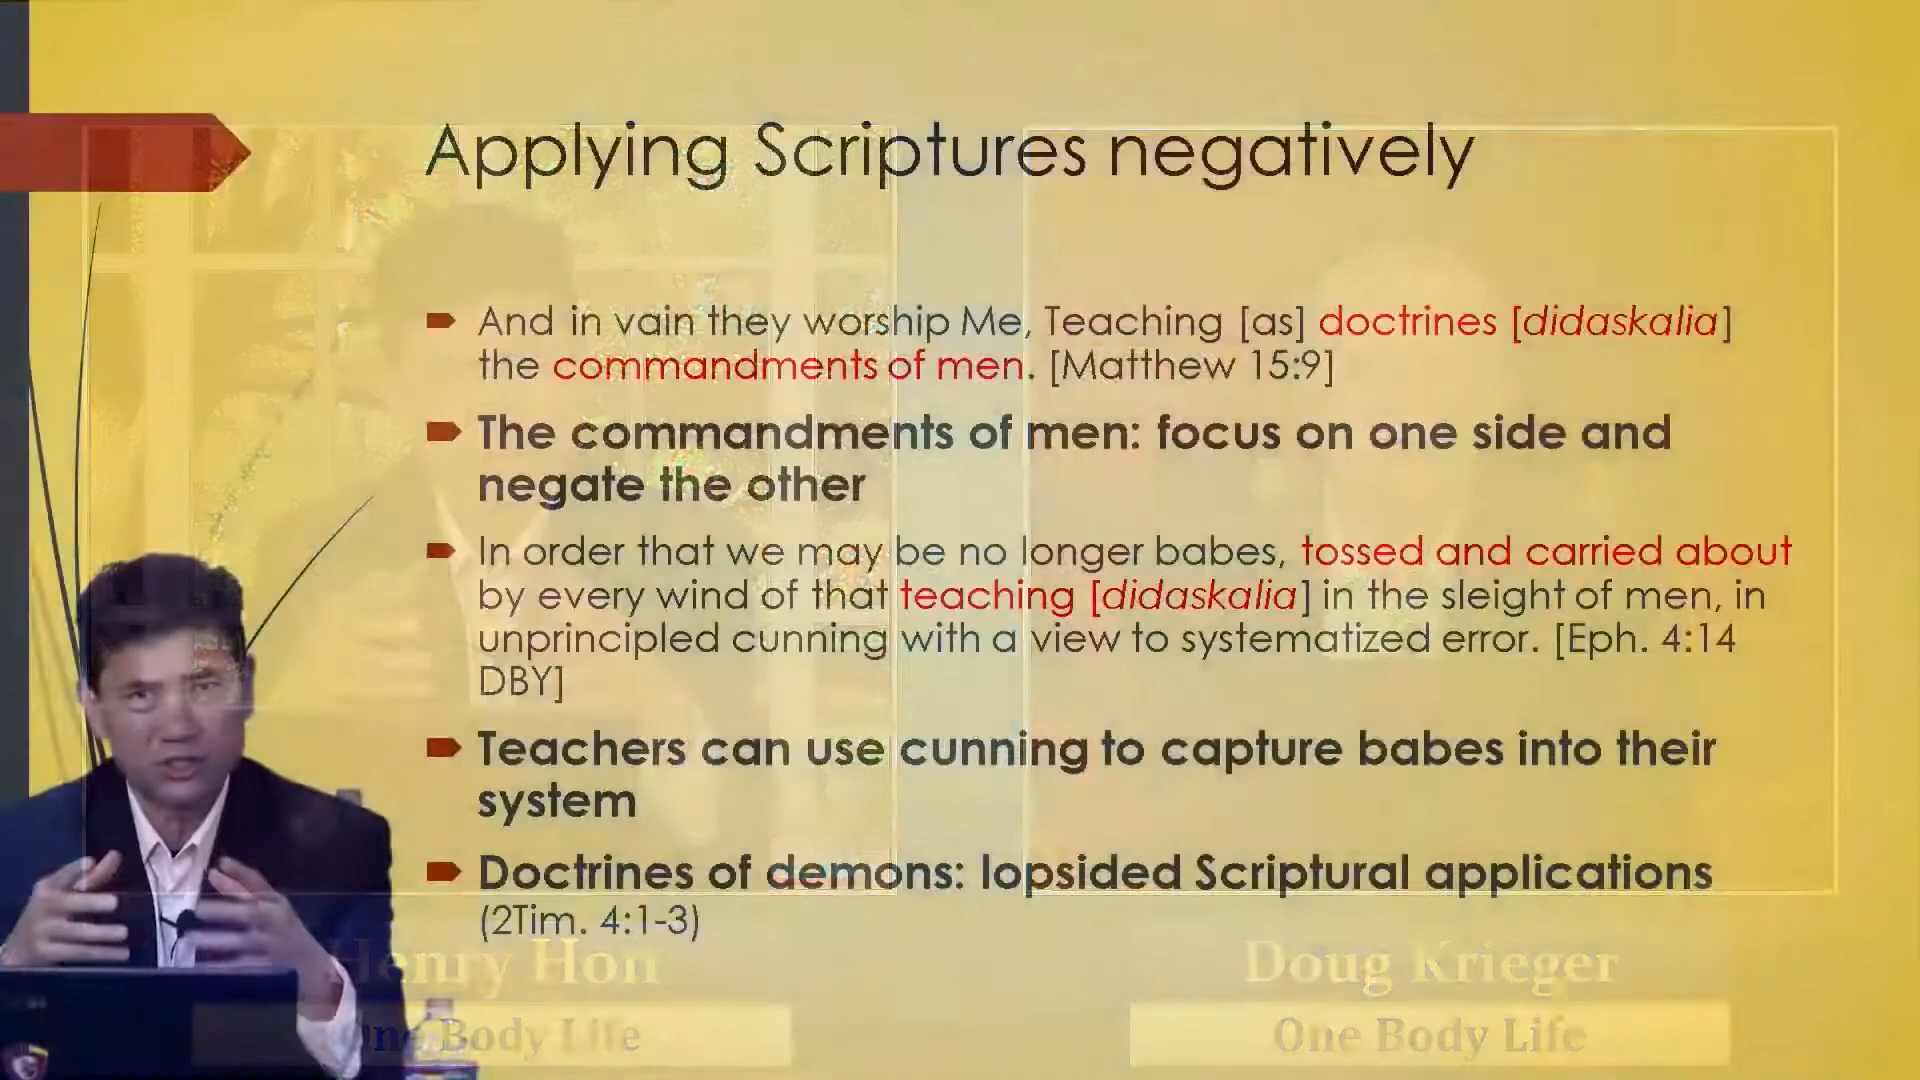 Applying Scriptures negatively
And in vain they worship Me, Teaching [as] doctrines [didaskalia]
the commandments of men. [Matthew 15:9]
The commandments of men: focus on one side and
negate the other
In order that we may be no longer babes, tossed and carried about
by every wind of that teaching [didaskalia] in the sleight of men, in
unprincipled cunning with a view to systematized error. [Eph. 4:14
DBY]
Teachers can use cunning to capture babes into their
system
Doctrines of demons: lopsided Scriptural applications
(2Tim. 4:1-3)
Henry Hon
One Body Life
Doug Krieger
One Body Life